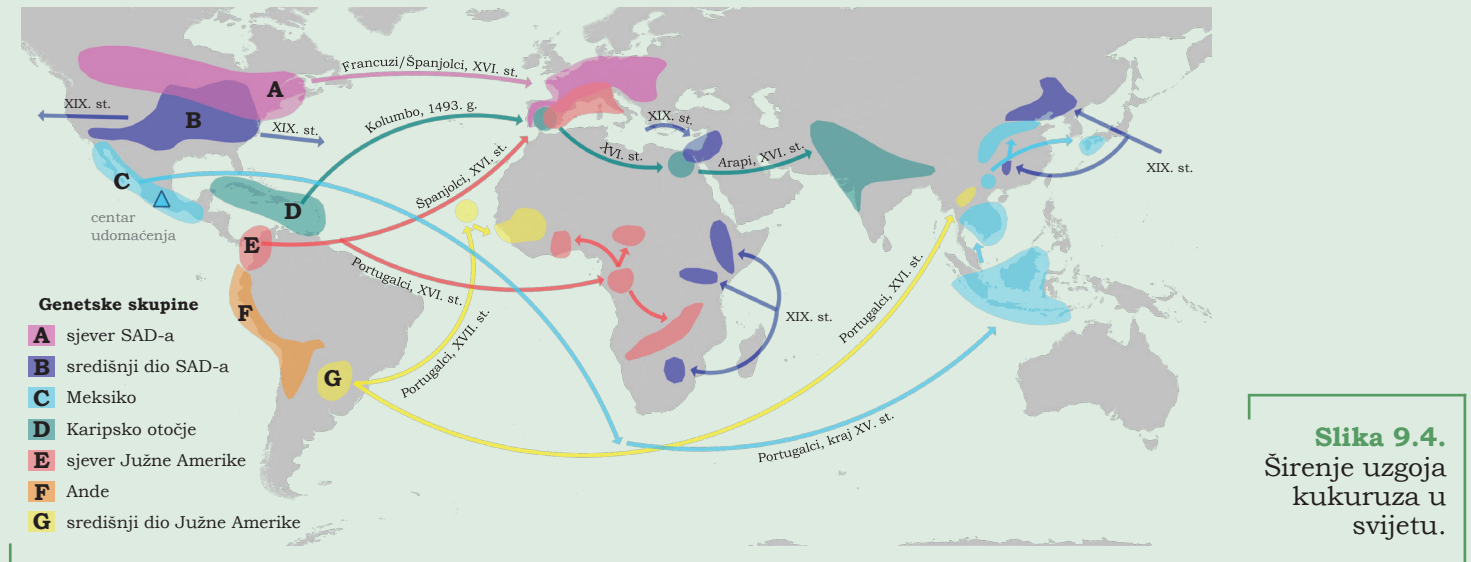 Francuzi/Španjolci, XVI. st.
A
XIX. st.
B
XIX. st.
Kolumbo, 1493. g.
XIX. st.
XVI. st.
Arapi, XVI. st.
XIX. st.
C
centar
udomaćenja
D
Španjolci, XVI. st.
E
Portugalci, XVI. st.
F
Portugalci, XVII. st.
G
XIX. st.
Portugalci, XVI. st.
Portugalci, kraj XV. st.
Genetske skupine
A sjever SAD-a
B središnji dio SAD-a
C Meksiko
D Karipsko otočje
E sjever Južne Amerike
F Ande
G središnji dio Južne Amerike
Slika 9.4.
Širenje uzgoja
kukuruza u
svijetu.